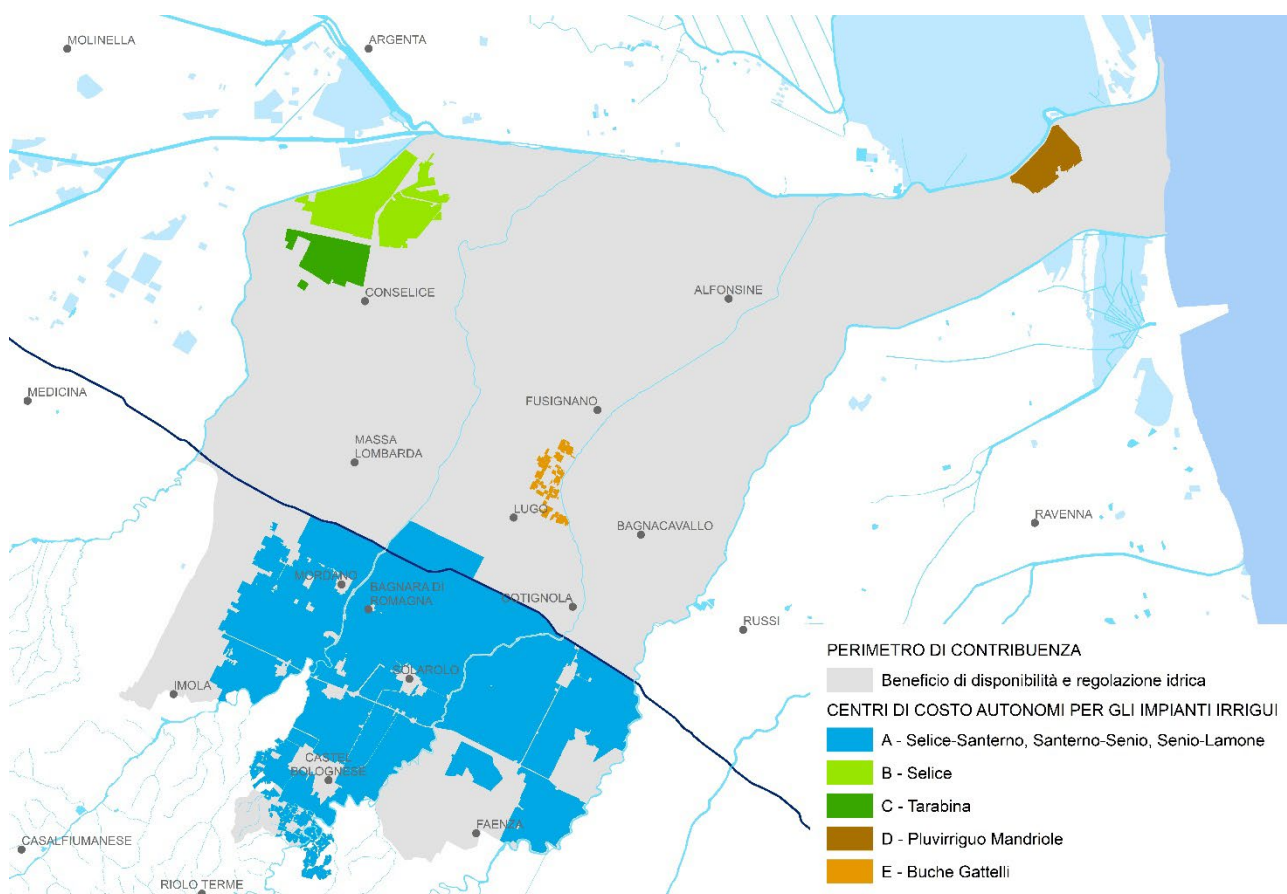 MOLINELLA
ARGENTA
CONSELICE
ALFONSINE
MEDICINA
FUSIGNANO
MASSA
LOMBARDA
LUGO
BAGNACAVALLO
RAVENNA
MORDANO
BAGNARA DI
ROMAGNA
COTIGNOLA
RUSSI
SOLAROLO
IMOLA
CASTEL
BOLOGNESE
FAENZA
CASALFIUMANESE
RIOLO TERME
PERIMETRO DI CONTRIBUENZA
Beneficio di disponibilità e regolazione idrica
CENTRI DI COSTO AUTONOMI PER GLI IMPIANTI IRRIGUI
A - Selice-Santerno, Santerno-Senio, Senio-Lamone
B - Selice
C - Tarabina
D - Pluvirriguo Mandriole
E - Buche Gattelli